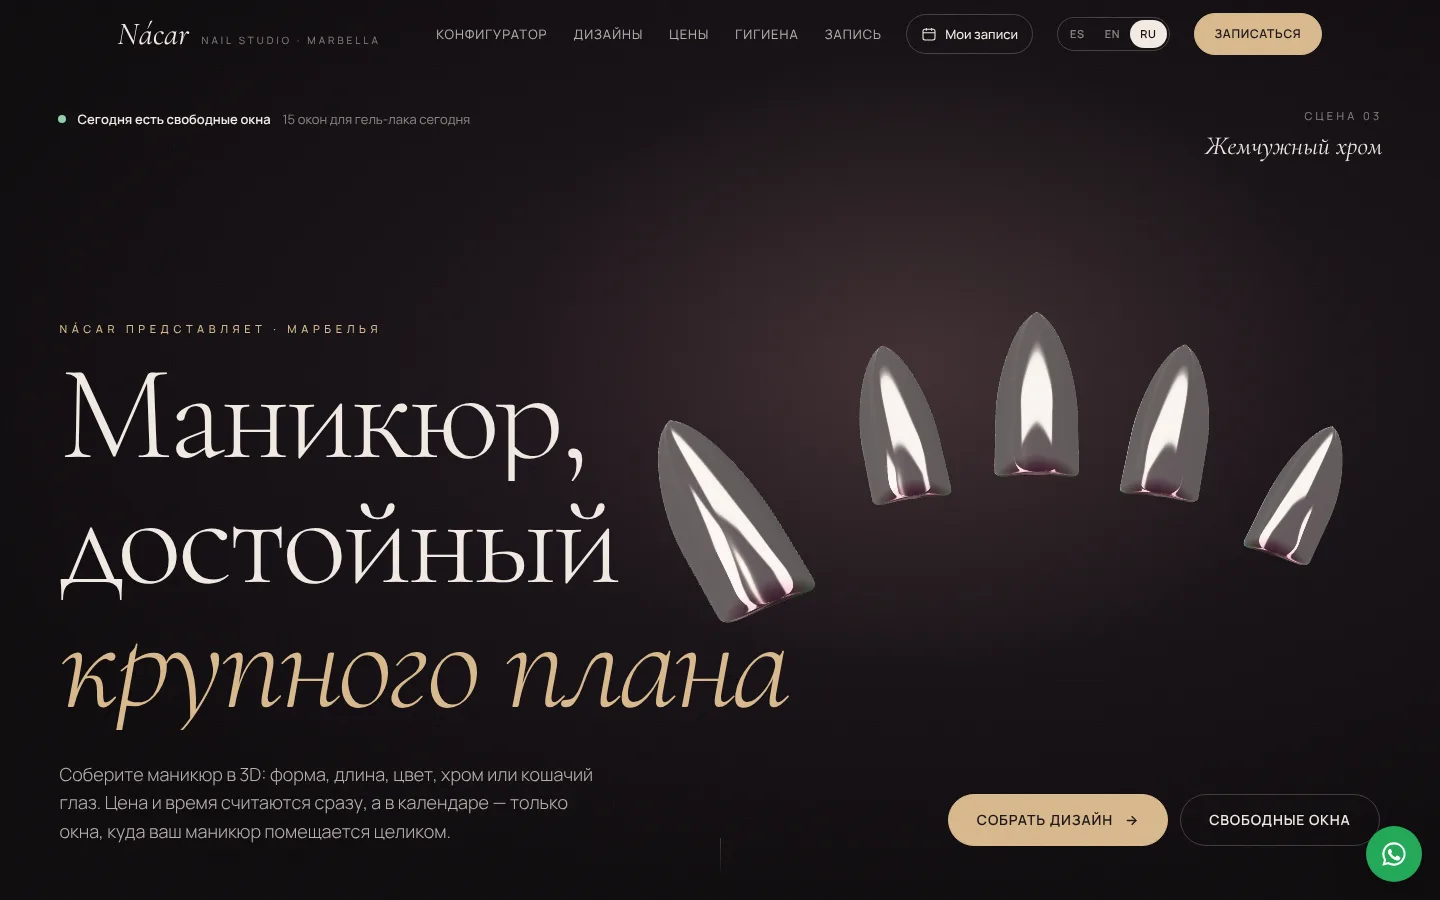 Nácar NAIL STUDIO · MARBELLA
КОНФИГУРАТОР
ДИЗАЙНЫ
ЦЕНЫ
ГИГИЕНА
ЗАПИСЬ
Мои записи
ES EN RU
ЗАПИСАТЬСЯ
Сегодня есть свободные окна 15 окон для гель-лака сегодня
СЦЕНА 03
Жемчужный хром
NÁCAR ПРЕДСТАВЛЯЕТ · МАРБЕЛЬЯ
Маникюр,
достойный
крупного плана
Соберите маникюр в 3D: форма, длина, цвет, хром или кошачий
глаз. Цена и время считаются сразу, а в календаре — только
окна, куда ваш маникюр помещается целиком.
СОБРАТЬ ДИЗАЙН →
СВОБОДНЫЕ ОКНА